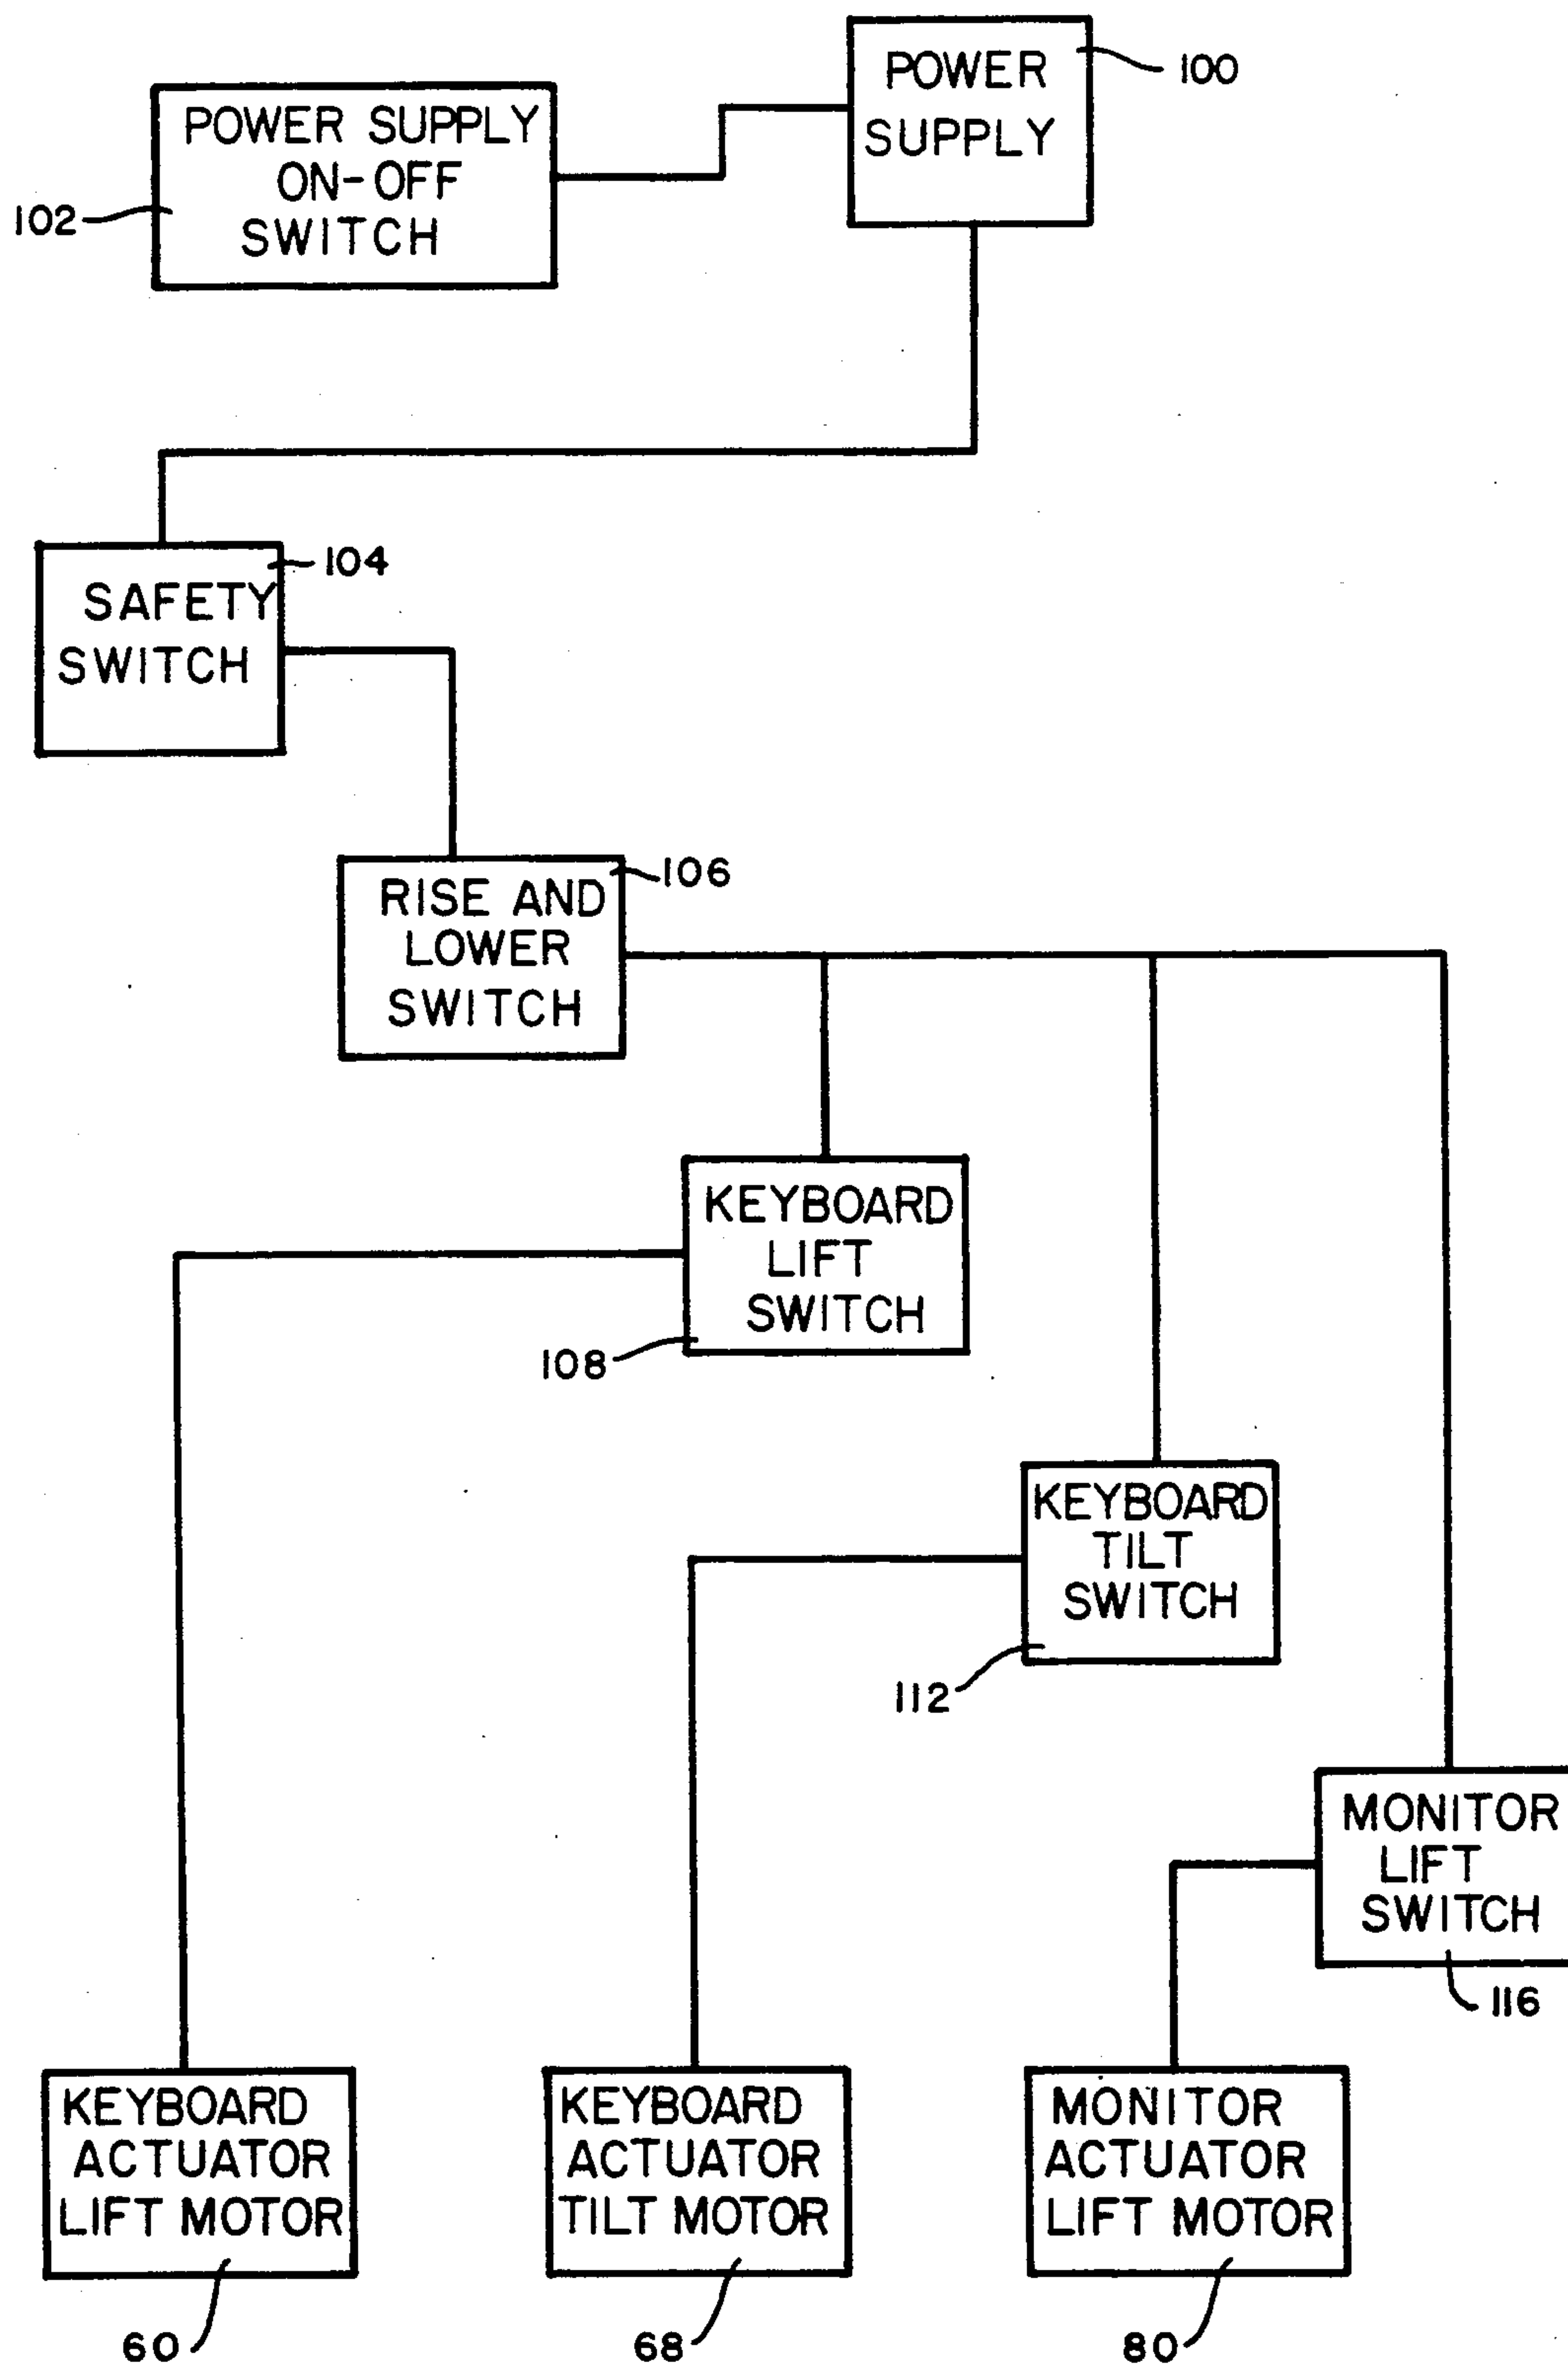 POWER
SUPPLY
100
POWER SUPPLY
ON-OFF
SWITCH
102
104
SAFETY
SWITCH
106
RISE AND
LOWER
SWITCH
KEYBOARD
LIFT
SWITCH
108
KEYBOARD
TILT
SWITCH
112
MONITOR
LIFT
SWITCH
116
KEYBOARD
ACTUATOR
LIFT MOTOR
60
KEYBOARD
ACTUATOR
TILT MOTOR
68
MONITOR
ACTUATOR
LIFT MOTOR
80